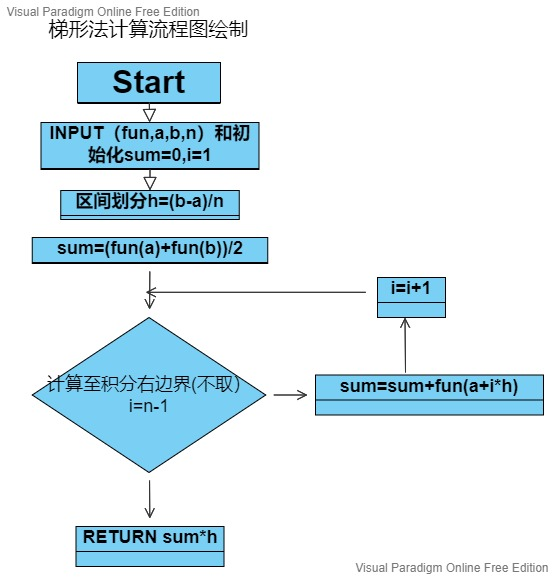 Visual Paradigm Online Free Edition
梯形法计算流程图绘制
Start
INPUT（fun,a,b,n）和初
始化sum=0,i=1
区间划分h=(b-a)/n
sum=(fun(a)+fun(b))/2
i=i+1
计算至积分右边界(不取）
i=n-1
sum=sum+fun(a+i*h)
RETURN sum*h
Visual Paradigm Online Free Edition